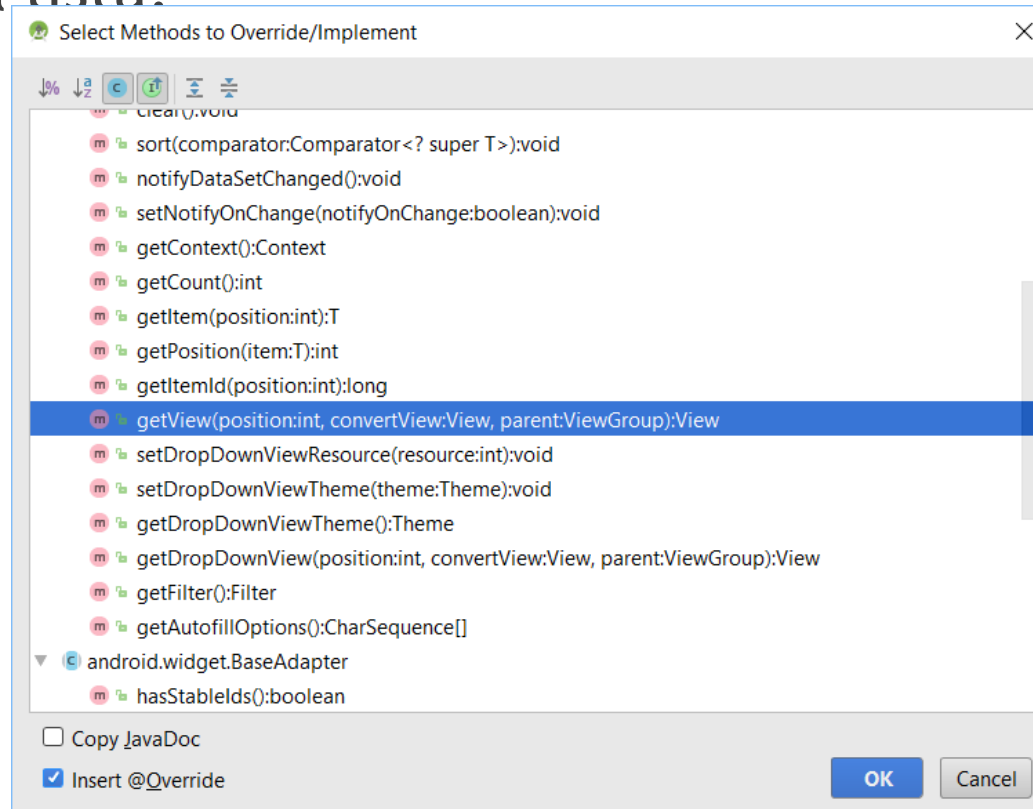 Select Methods to Override/Implement
clear():void
sort(comparator:Comparator<? super T>):void
notifyDataSetChanged():void
setNotifyOnChange(notifyOnChange:boolean):void
getContext():Context
getCount():int
getItem(position:int):T
getPosition(item:T):int
getItemId(position:int):long
getView(position:int, convertView:View, parent:ViewGroup):View
setDropDownViewResource(resource:int):void
setDropDownViewTheme(theme:Theme):void
getDropDownViewTheme():Theme
getDropDownView(position:int, convertView:View, parent:ViewGroup):View
getFilter():Filter
getAutofillOptions():CharSequence[]
android.widget.BaseAdapter
hasStableIds():boolean
Copy JavaDoc
Insert @Override
OK Cancel